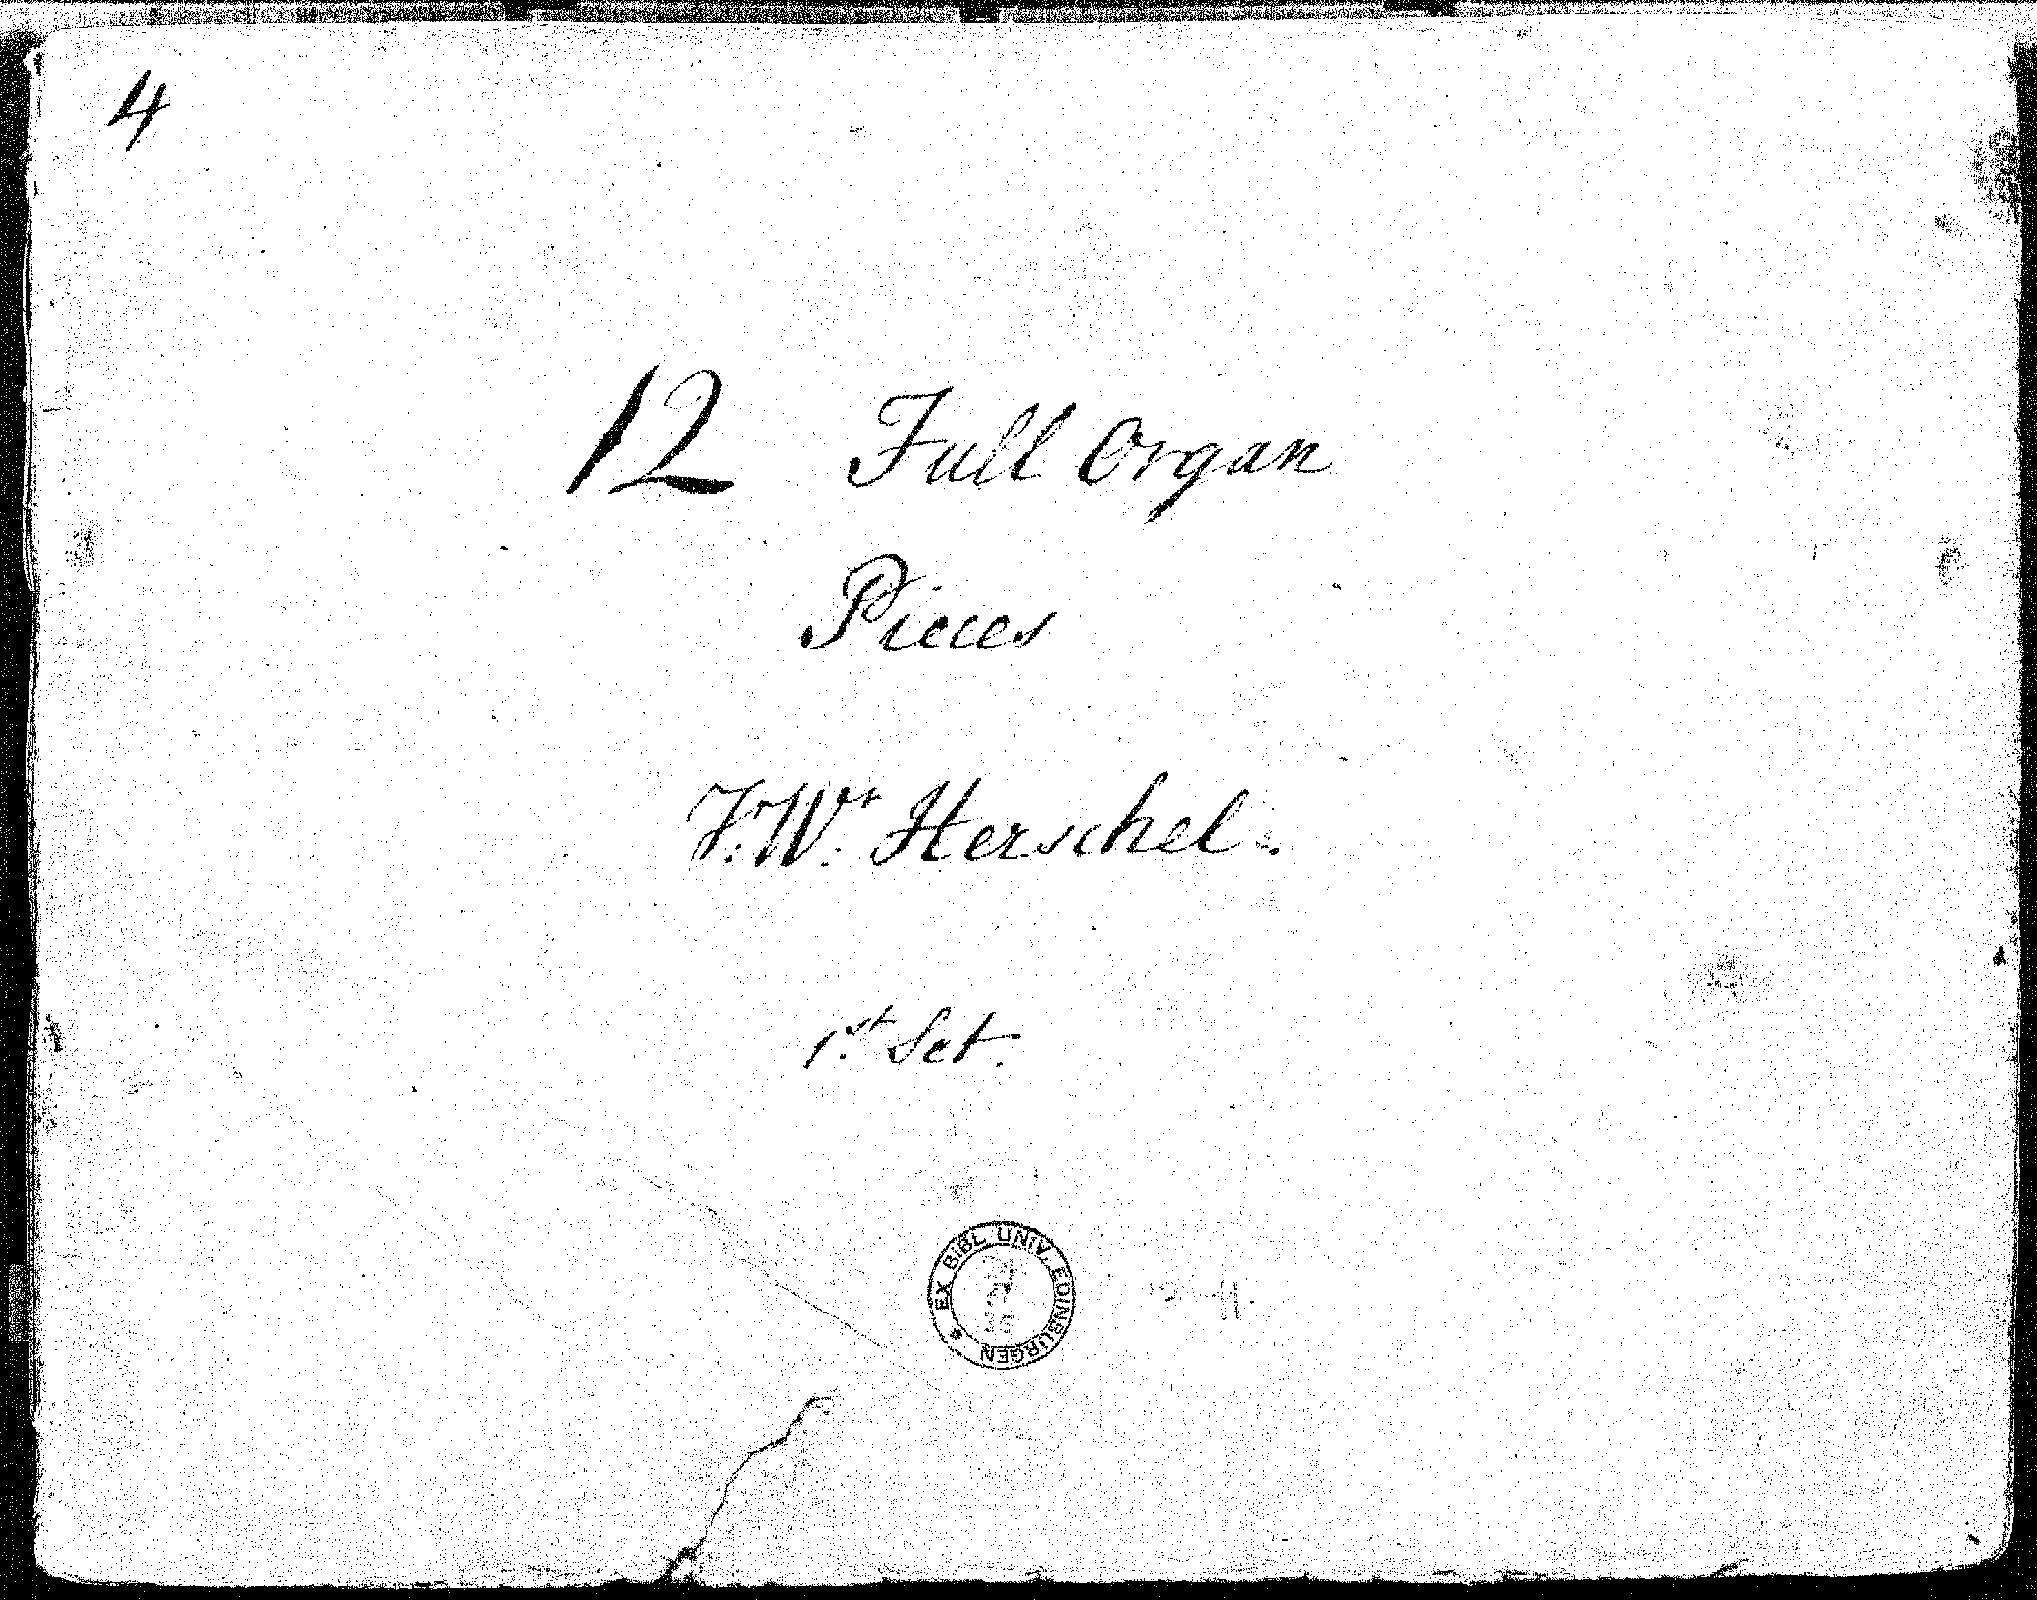 4
12 Full Organ
Pieces
F: Wm. Herschel.
1st. Set.
EX BIBL. UNIV. EDINBURGEN